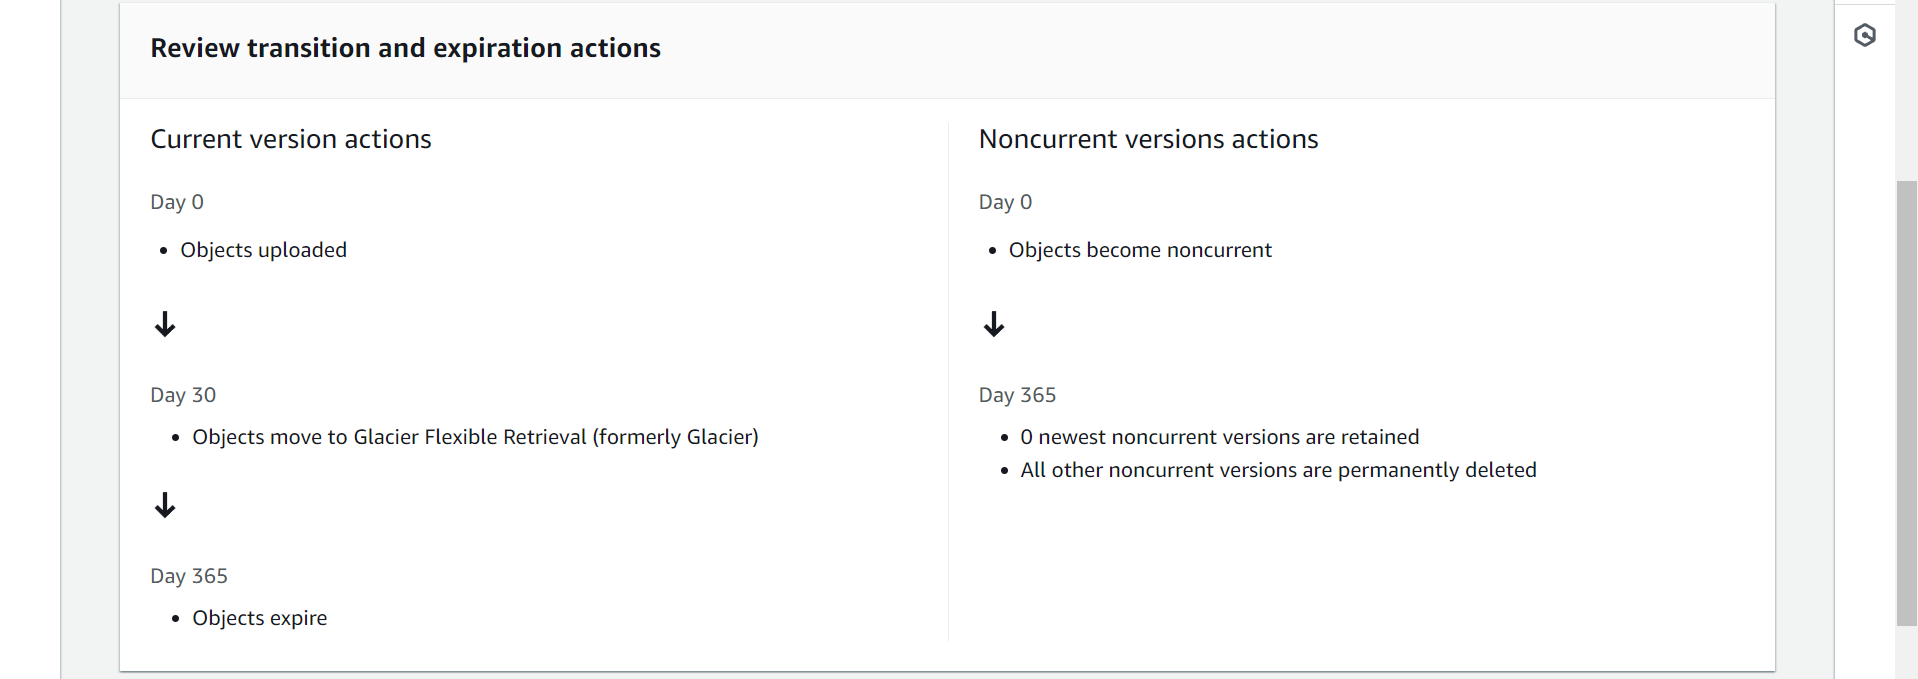 Review transition and expiration actions
Current version actions
Day 0
Objects uploaded
Day 30
Objects move to Glacier Flexible Retrieval (formerly Glacier)
Day 365
Objects expire
Noncurrent versions actions
Day 0
Objects become noncurrent
Day 365
0 newest noncurrent versions are retained
All other noncurrent versions are permanently deleted